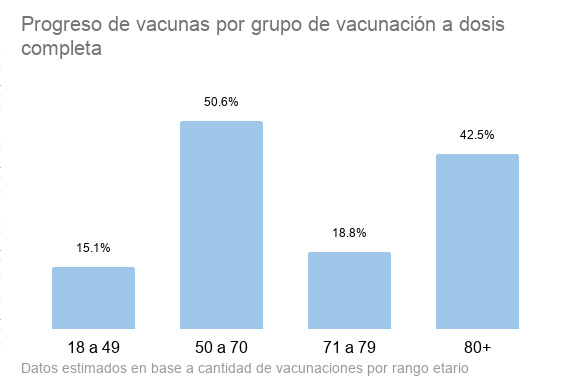 Progreso de vacunas por grupo de vacunación a dosis
completa
50.6%
42.5%
18.8%
15.1%
18 a 49
50 a 70
71 a 79
80+
Datos estimados en base a cantidad de vacunaciones por rango etario